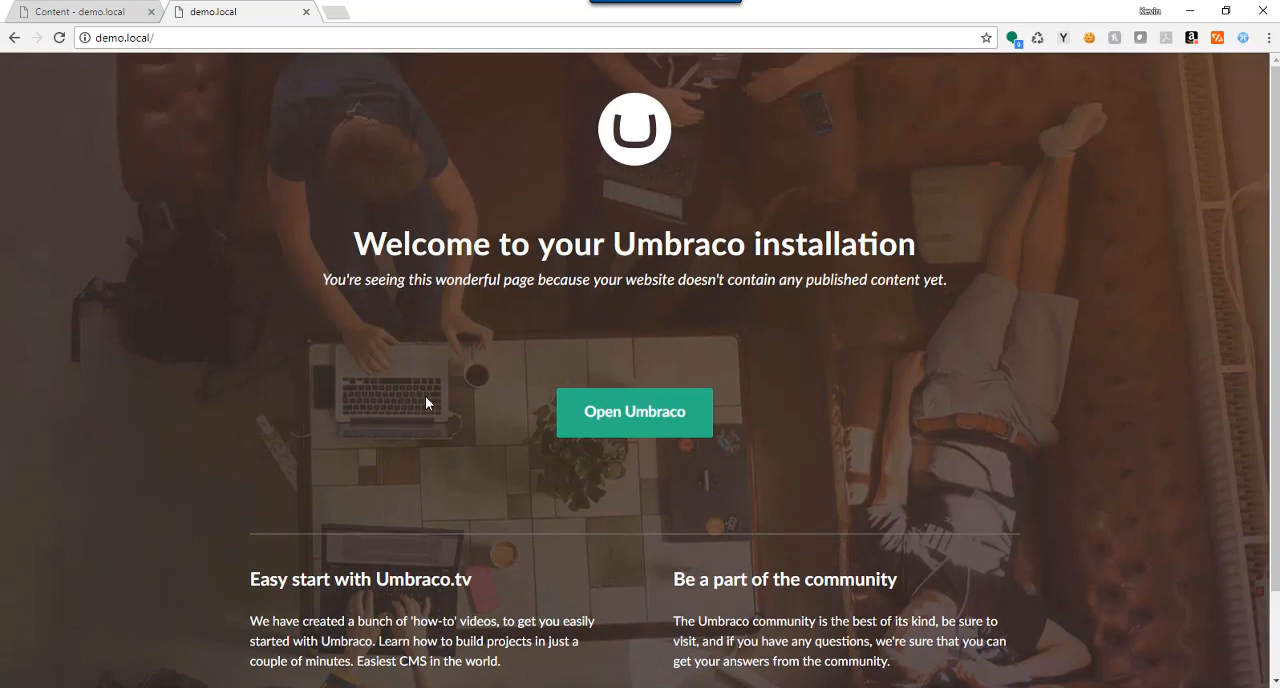 Content - demo.local
demo.local
Kevin
demo.local/
Welcome to your Umbraco installation
You're seeing this wonderful page because your website doesn't contain any published content yet.
Open Umbraco
Easy start with Umbraco.tv
We have created a bunch of 'how-to' videos, to get you easily
started with Umbraco. Learn how to build projects in just a
couple of minutes. Easiest CMS in the world.
Be a part of the community
The Umbraco community is the best of its kind, be sure to
visit, and if you have any questions, we're sure that you can
get your answers from the community.